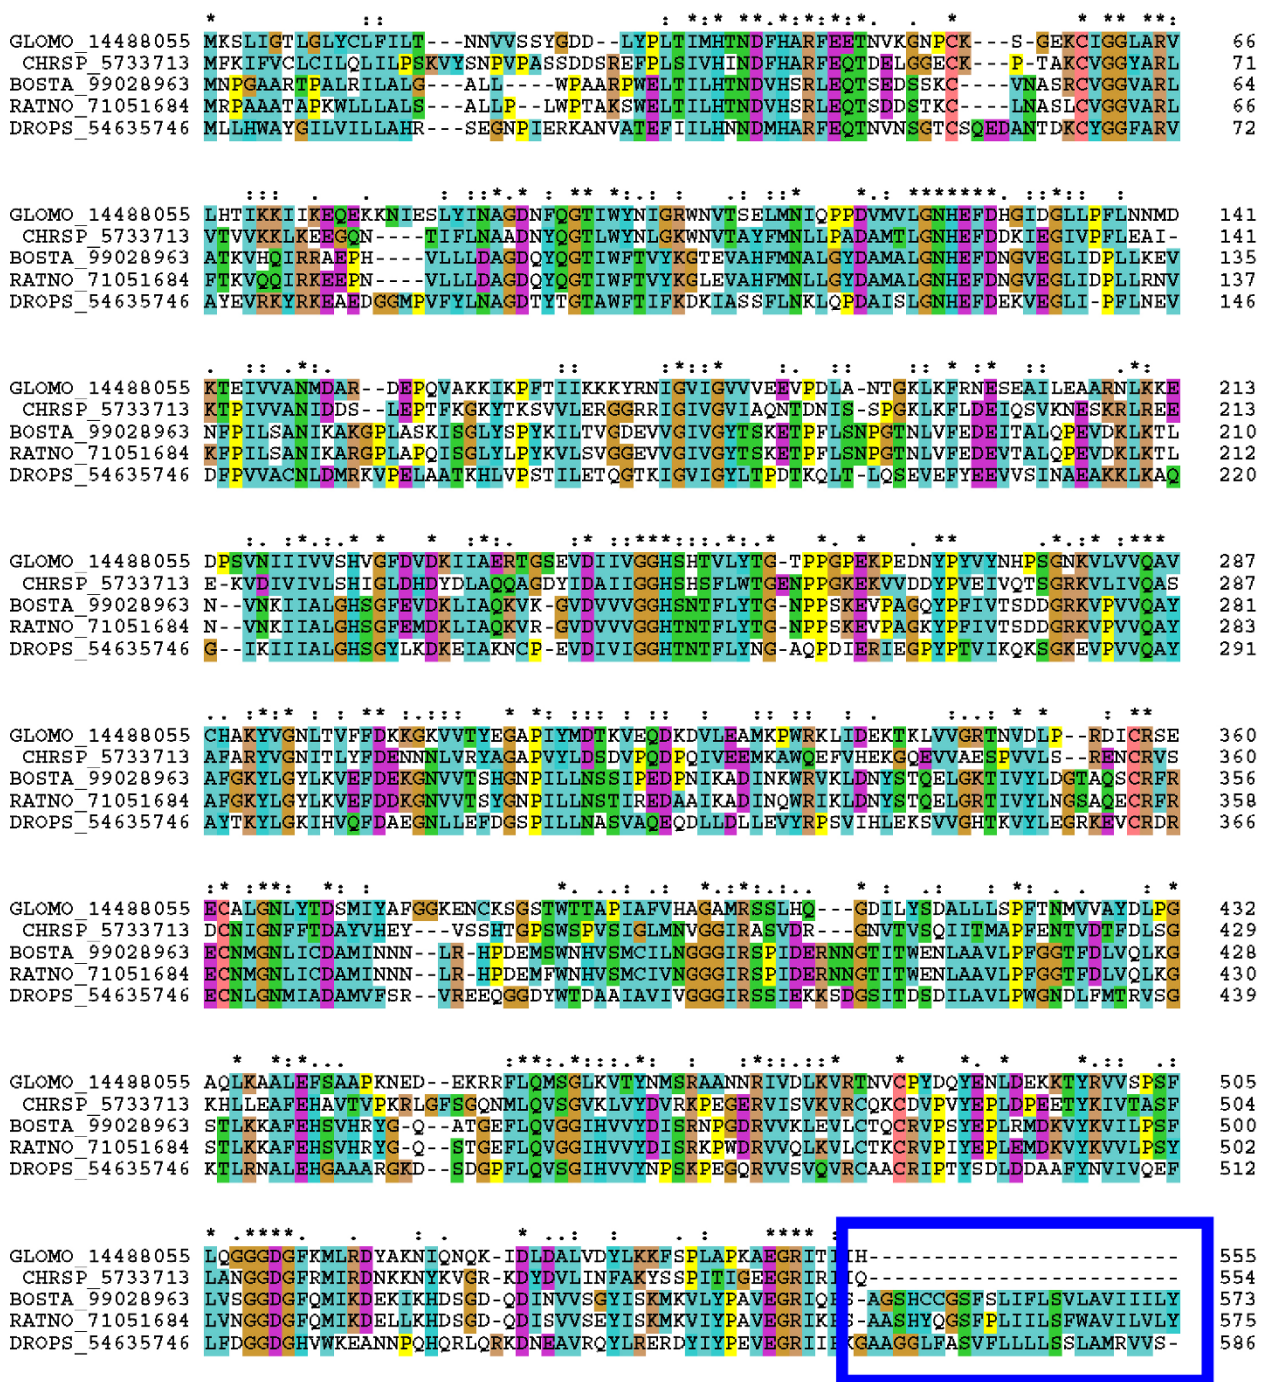 GLOMO_14488055 MKSLIGTLGLYCLFILT---NNVVSSYGDD--LYPLTIMHTNDFHARFEETNVKGNPCK---S-GEKCIGGLARV 66
CHRSP_5733713 MFKIFVCLCILQLILPSKVYSNPVPASSDDSREFPLSIVHINDFHARFEQTDELGGECK---P-TAKCVGGYARL 71
BOSTA_99028963 MNPGAARTPALRILALG----ALL----WPAARPWELTILHTNDVHSRLEQTSEDSSKC----VNASRCVGGVARL 64
RATNO_71051684 MRPAAATAPKWLLLALS----ALLP--LWPTAKSWELTILHTNDVHSRLEQTSDDSTKC----LNASLCVGGVARL 66
DROPS_54635746 MLLHWAYGILVILLAHR---SEGNPIERKANVATEFIILHNNDMHARFEQTNVNSGTCSQEDANTDKCYGGFARV 72
GLOMO_14488055 LHTIKKIIKEQEKKNIESLYINAGDNFQGTIWYNIGRWNVTSELMNIQPPDVMVLGNHEFDHGIDGLLPFLNNMD 141
CHRSP_5733713 VTVVKKLKEEGQN----TIFLNAADNYQGTLWYNLGKWNVTAYFMNLLPADAMTLGNHEFDDKIEGIVPFLEAI- 141
BOSTA_99028963 ATKVHQIRRAEPH----VLLLDAGDQYQGTIWFTVYKGTEVAHFMNALGYDAMALGNHEFDNGVEGLIDPLLKEV 135
RATNO_71051684 FTKVQQIRKEEPN----VLLLDAGDQYQGTIWFTVYKGLEVAHFMNLLGYDAMALGNHEFDNGVEGLIDPLLRNV 137
DROPS_54635746 AYEVRKYRKEAEDGGMPVFYLNAGDTYTGTAWFTIFKDKIASSFLNKLQPDAISLGNHEFDEKVEGLI-PFLNEV 146
GLOMO_14488055 KTEIVVANMDAR--DEPQVAKKIKPFTIIKKKYRNIGVIGVVVEEVPDLA-NTGKLKFRNESEAILEAARNLKKE 213
CHRSP_5733713 KTPIVVANIDDS--LEPTFKGKYTKSVVLERGGRRIGIVGVIAQNTDNIS-SPGKLKFLDEIQSVKNESKRLREE 213
BOSTA_99028963 NFPILSANIKAKGPLASKISGLYSPYKILTVGDEVVGIVGYTSKETPFLSNPGTNLVFEDEITALQPEVDKLKTL 210
RATNO_71051684 KFPILSANIKARGPLAPQISGLYLPYKVLSVGGEVVGIVGYTSKETPFLSNPGTNLVFEDEVTALQPEVDKLKTL 212
DROPS_54635746 DFPVVACNLDMRKVPELAATKHLVPSTILETQGTKIGVIGYLTPDTKQLT-LQSEVEFYEEVVSINAEAKKLKAQ 220
GLOMO_14488055 DPSVNIIIVVSHVGFDVDKIIAERTGSEVDIIVGGHSHTVLYTG-TPPGPEKPEDNYPYVYNHPSGNKVLVVQAV 287
CHRSP_5733713 E-KVDIVIVLSHIGLDHDYDLAQQAGDYIDAIIGGHSHSFLWTGENPPGKEKVVDDYPVEIVQTSGRKVLIVQAS 287
BOSTA_99028963 N--VNKIIALGHSGFEVDKLIAQKVK-GVDVVVGGHSNTFLYTG-NPPSKEVPAGQYPFIVTSDDGRKVPVVQAY 281
RATNO_71051684 N--VNKIIALGHSGFEMDKLIAQKVR-GVDVVVGGHTNTFLYTG-NPPSKEVPAGKYPFIVTSDDGRKVPVVQAY 283
DROPS_54635746 G--IKIIIALGHSGYLKDKEIAKNCP-EVDIVIGGHTNTFLYNG-AQPDIERIEGPYPTVIKQKSGKEVPVVQAY 291
GLOMO_14488055 CHAKYVGNLTVFFDKKGKVVTYEGAPIYMDTKVEQDKDVLEAMKPWRKLIDEKTKLVVGRTNVDLP--RDICRSE 360
CHRSP_5733713 AFARYVGNITLYFDENNNLVRYAGAPVYLDSDVPQDPQIVEEMKAWQEFVHEKGQEVVAESPVVLS--RENCRVS 360
BOSTA_99028963 AFGKYLGYLKVEFDEKGNVVTSHGNPILLNSSIPEDPNIKADINKWRVKLDNYSTQELGKTIVYLDGTAQSCRFR 356
RATNO_71051684 AFGKYLGYLKVEFDDKGNVVTSYGNPILLNSTIREDAAIKADINQWRIKLDNYSTQELGRTIVYLNGSAQECRFR 358
DROPS_54635746 AYTKYLGKIHVQFDAEGNLLEFDGSPILLNASVAQEQDLLDLLEVYRPSVIHLEKSVVGHTKVYLEGRKEVCRDR 366
GLOMO_14488055 ECALGNLYTDSMIYAFGGKENCKSGSTWTTAPIAFVHAGAMRSSLHQ---GDILYSDALLLSPFTNMVVAYDLPG 432
CHRSP_5733713 DCNIGNFFTDAYVHEY---VSSHTGPSWSPVSIGLMNVGGIRASVDR---GNVTVSQIITMAPFENTVDTFDLSG 429
BOSTA_99028963 ECNMGNLICDAMINNN---LR-HPDEMSWNHVSMCILNGGGIRSPIDERNNGTITWENLAAVLPFGGTFDLVQLKG 428
RATNO_71051684 ECNMGNLICDAMINNN---LR-HPDEMFWNHVSMCILNGGGIRSPIDERNNGTITWENLAAVLPFGGTFDLVQLKG 430
DROPS_54635746 ECNLGNMIADAMVFSR--VREEQGGDYWTDAAIAVIVGGGIRSSIEKKSDGSITDSDILAVLPWGNDLFMTRVSG 439
GLOMO_14488055 AQLKAALEFSAAPKNED--EKRRFLQMSGLKVTYNMSRAANNRIVDLKVRTNVCPYDQYENLDEKKTYRVVSPSF 505
CHRSP_5733713 KHLLEAFEHAVTVPKRLGFSGQNMLQVSGVKLVYDVRKPEGERVISVKVRCQKCDVPVYEPLDPEETYKIVTASF 504
BOSTA_99028963 STLKKAFEHSVHRYG-Q--ATGEFLQVGGIHVVYDISRNPGDRVVKLEVLCTQCRVPSYEPLRMDKVYKVILPSF 500
RATNO_71051684 STLKKAFEHSVHRYG-Q--STGEFLQVGGIHVVYDISRKPWDRVVQLKVLCTKCRVPIYEPLEMDKVYKVVLPSY 502
DROPS_54635746 KTLRNALEHGAAARGKD--SDGPFLQVSGIHVVYNPSKPEGQRVVSVQVRCAACRIPTYSDLDDAAFYNVIVQEF 512
GLOMO_14488055 LQGGGDGFKMLRDYAKNIQNQK-IDLDALVDYLKKFSPLAPKAEGRITIIH------------------------ 555
CHRSP_5733713 LANGGDGFRMIRDNKKNYKVGR-KDYDVLINFAKYSSPITIGEEGRIRIIQ------------------------ 554
BOSTA_99028963 LVSGGDGFQMIKDEKIKHDSGD-QDINVVSGYISKMKVLYPAVEGRIQFS-AGSHCCGSFSLIFLSVLAVIIILY 573
RATNO_71051684 LVNGGDGFQMIKDELLKHDSGD-QDISVVSEYISKMKVIYPAVEGRIKFS-AASHYQGSFPLIILSFWAVILVLY 575
DROPS_54635746 LFDGGDGHVWKEANNPQHQRLQRKDNEAVRQYLRERDYIYPEVEGRIKFKGAAGGLFASVFLLLLLSSLAMRVVS- 586